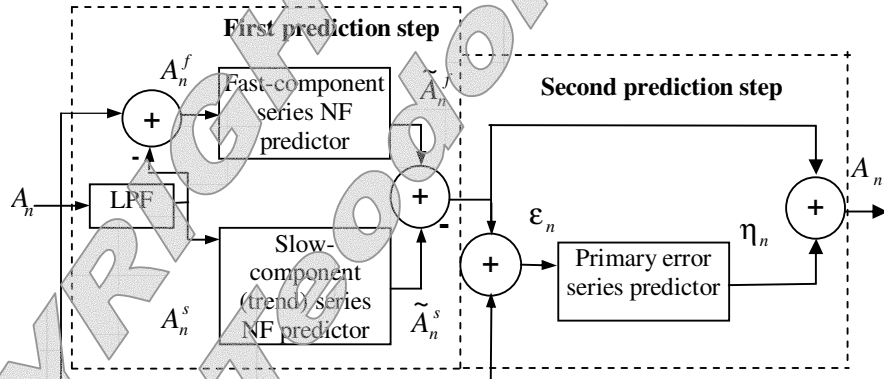 First prediction step
Second prediction step
A_n^f
Fast-component
series NF
predictor
Ã_n^f
+
-
A_n
LPF
+
-
A_n^s
Slow-
component
(trend) series
NF predictor
Ã_n^s
+
ε_n
Primary error
series predictor
η_n
+
A_n